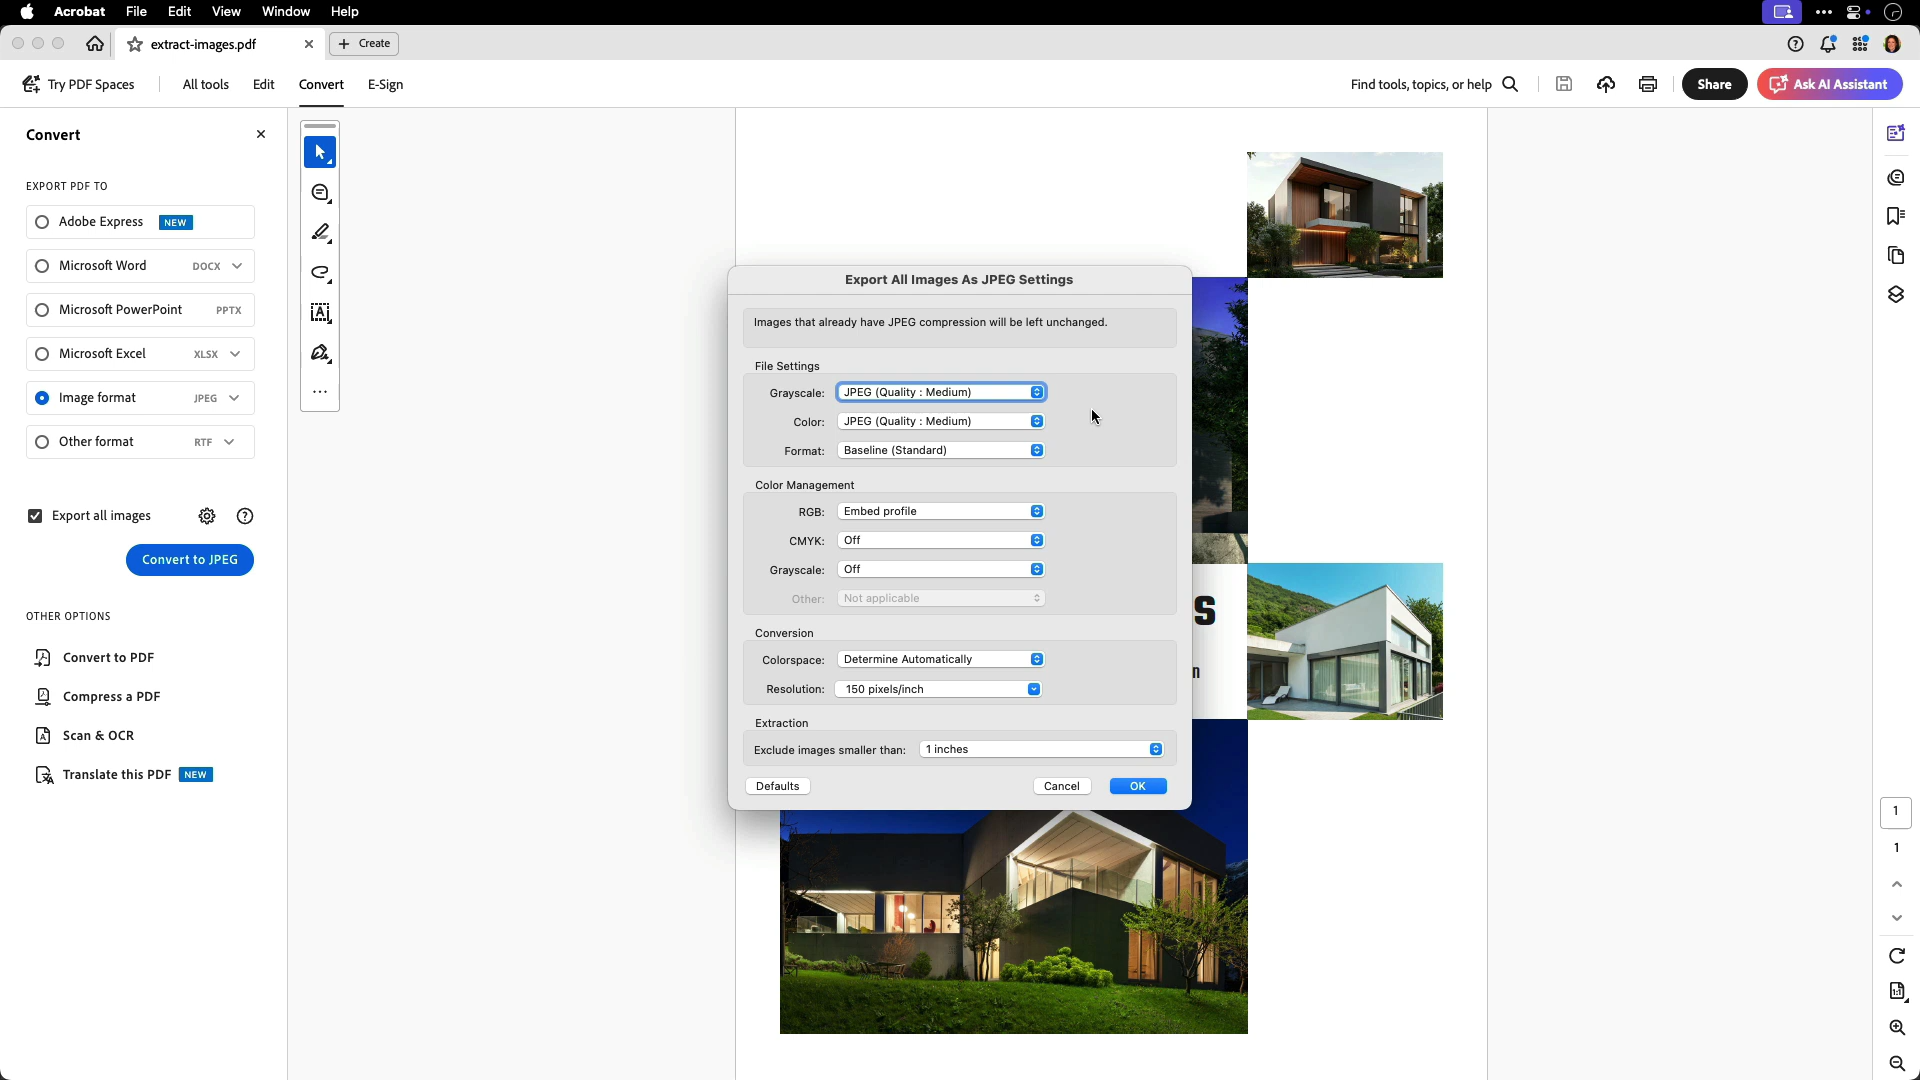 Acrobat File Edit View Window Help
extract-images.pdf
Create
Try PDF Spaces
All tools
Edit
Convert
E-Sign
Find tools, topics, or help
Share
Ask AI Assistant
Convert
EXPORT PDF TO
Adobe Express NEW
Microsoft Word DOCX
Microsoft PowerPoint PPTX
Microsoft Excel XLSX
Image format JPEG
Other format RTF
Export all images
Convert to JPEG
OTHER OPTIONS
Convert to PDF
Compress a PDF
Scan & OCR
Translate this PDF NEW
Export All Images As JPEG Settings
Images that already have JPEG compression will be left unchanged.
File Settings
Grayscale: JPEG (Quality : Medium)
Color: JPEG (Quality : Medium)
Format: Baseline (Standard)
Color Management
RGB: Embed profile
CMYK: Off
Grayscale: Off
Other: Not applicable
Conversion
Colorspace: Determine Automatically
Resolution: 150 pixels/inch
Extraction
Exclude images smaller than: 1 inches
Defaults
Cancel
OK
S
n
1
1